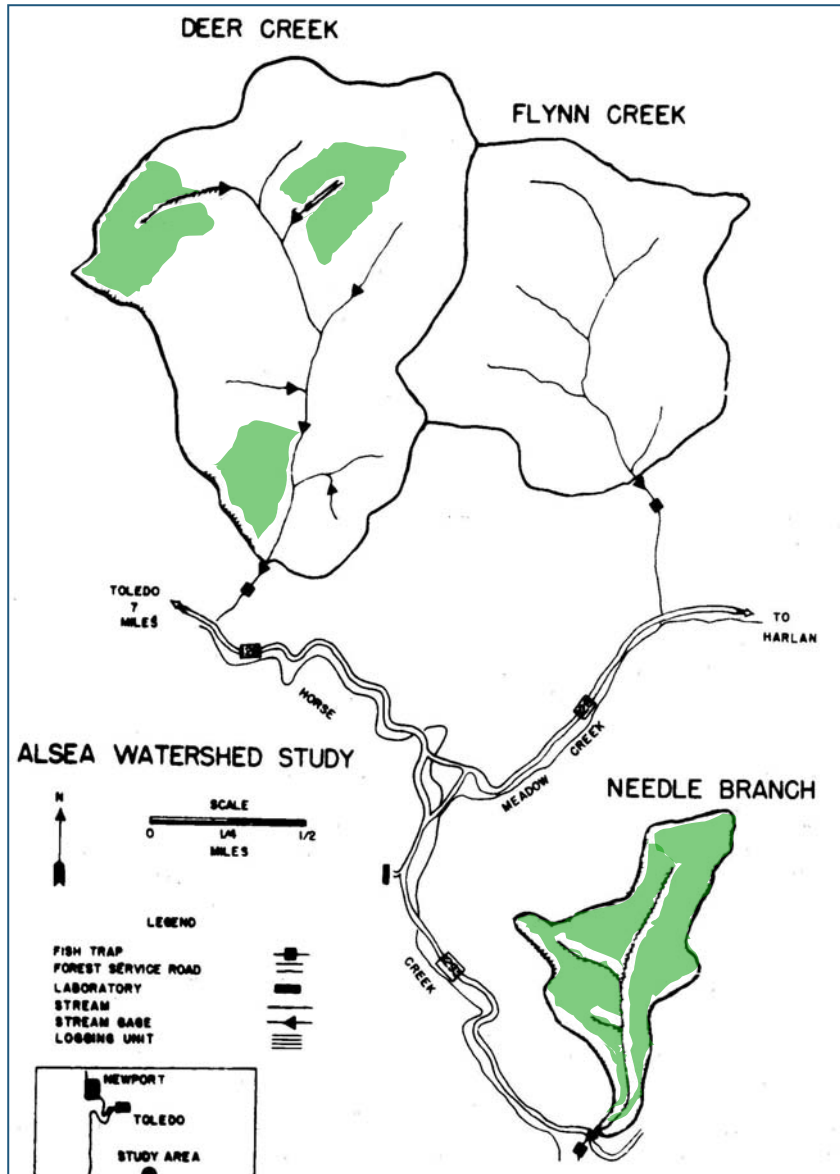 DEER CREEK
FLYNN CREEK
TOLEDO
7
MILES
TO
HARLAN
HORSE
MEADOW CREEK
ALSEA WATERSHED STUDY
N
SCALE
0 1/4 1/2
MILES
NEEDLE BRANCH
LEGEND
FISH TRAP
FOREST SERVICE ROAD
LABORATORY
STREAM
STREAM GAGE
LOGGING UNIT
CREEK
NEWPORT
TOLEDO
STUDY AREA